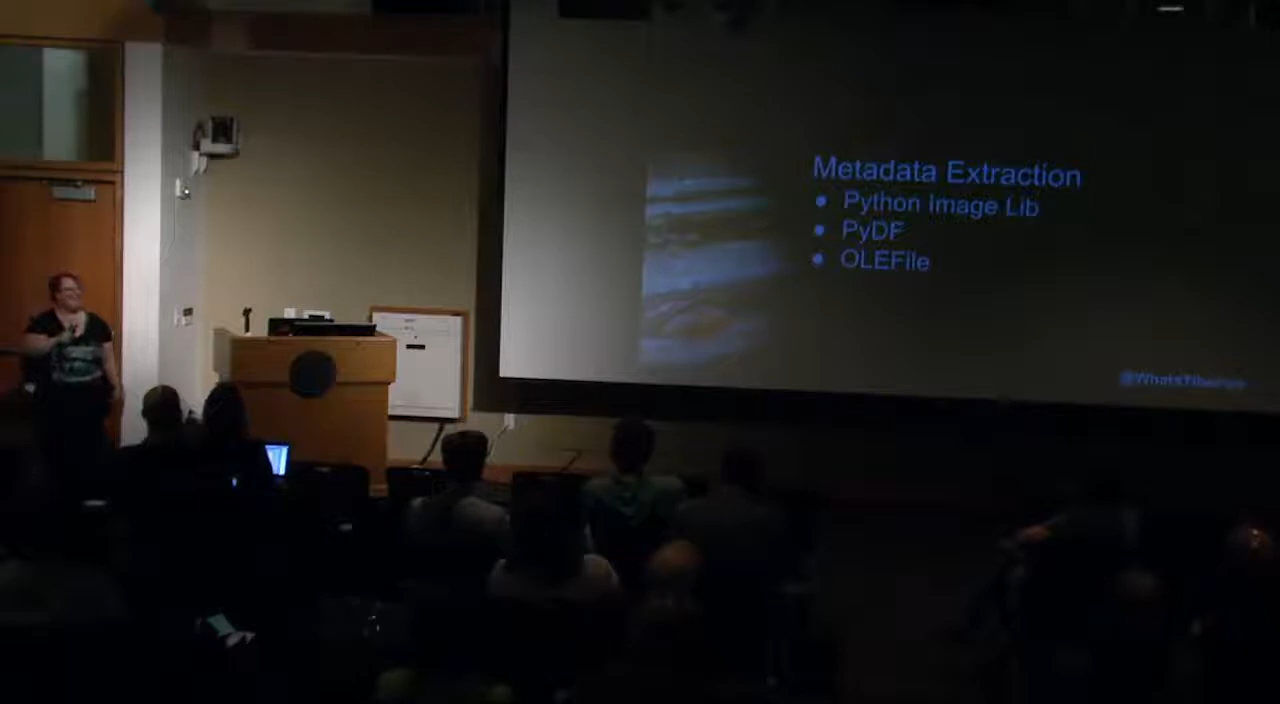 Metadata Extraction
● Python Image Lib
● PyDF
● OLEFile